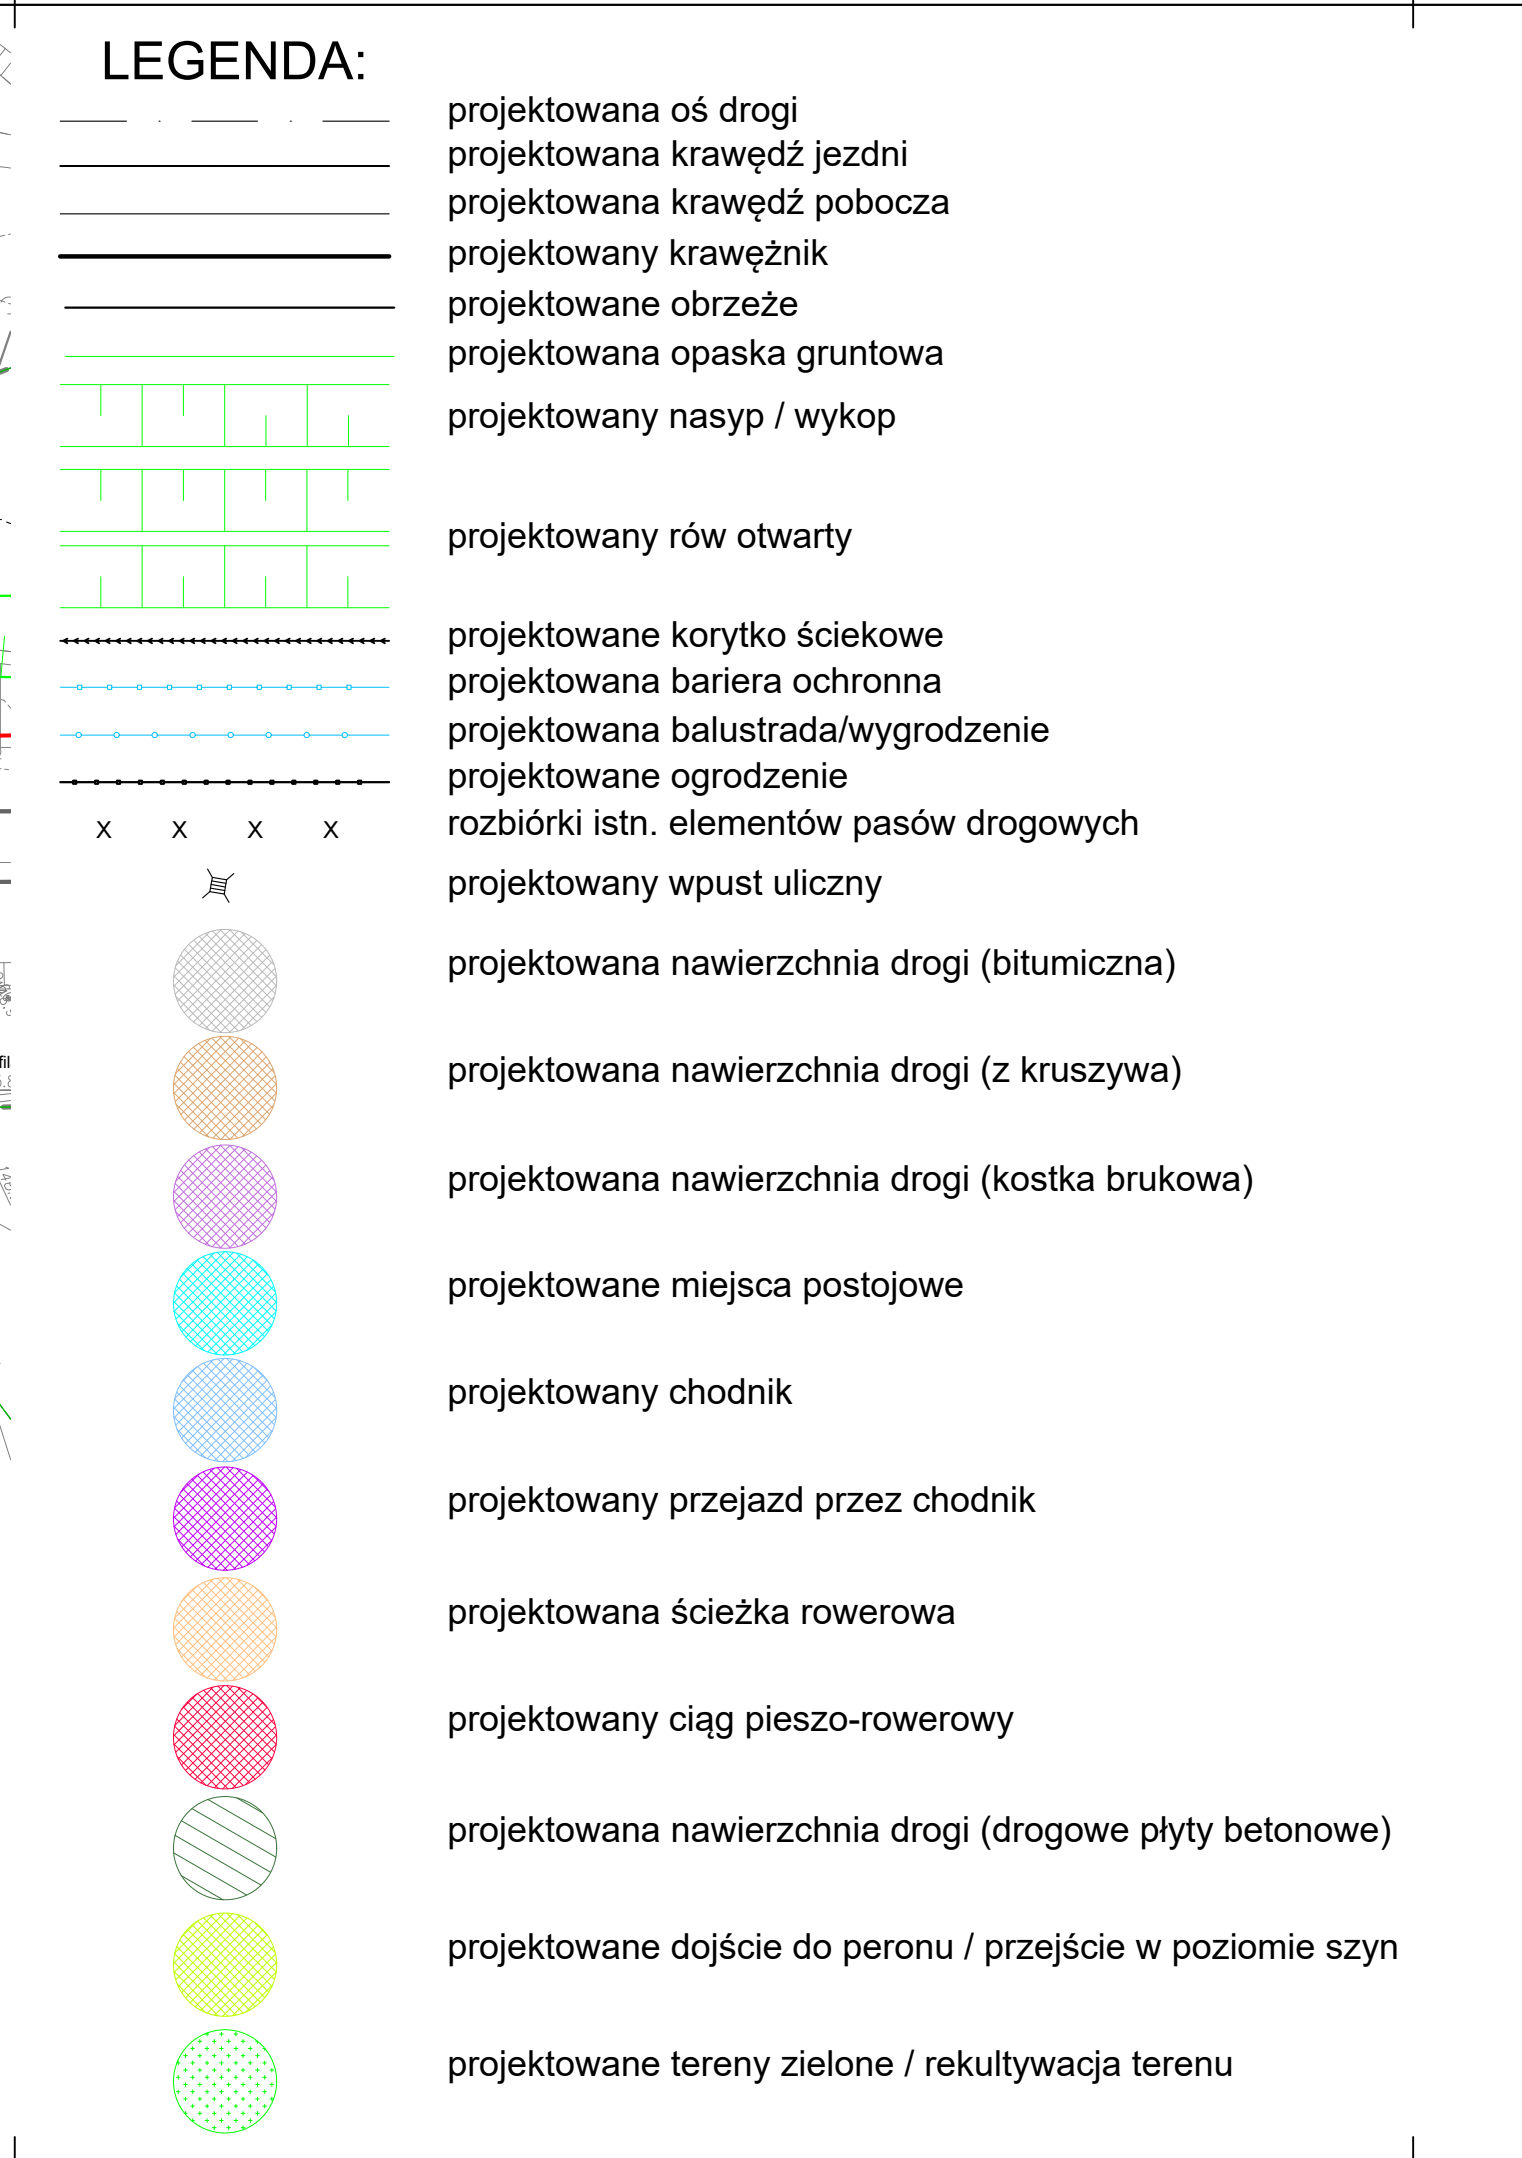 LEGENDA:
projektowana oś drogi
projektowana krawędź jezdni
projektowana krawędź pobocza
projektowany krawężnik
projektowane obrzeże
projektowana opaska gruntowa
projektowany nasyp / wykop
projektowany rów otwarty
projektowane korytko ściekowe
projektowana bariera ochronna
projektowana balustrada/wygrodzenie
projektowane ogrodzenie
X X X X rozbiórki istn. elementów pasów drogowych
projektowany wpust uliczny
projektowana nawierzchnia drogi (bitumiczna)
fil
projektowana nawierzchnia drogi (z kruszywa)
projektowana nawierzchnia drogi (kostka brukowa)
projektowane miejsca postojowe
projektowany chodnik
projektowany przejazd przez chodnik
projektowana ścieżka rowerowa
projektowany ciąg pieszo-rowerowy
projektowana nawierzchnia drogi (drogowe płyty betonowe)
projektowane dojście do peronu / przejście w poziomie szyn
projektowane tereny zielone / rekultywacja terenu